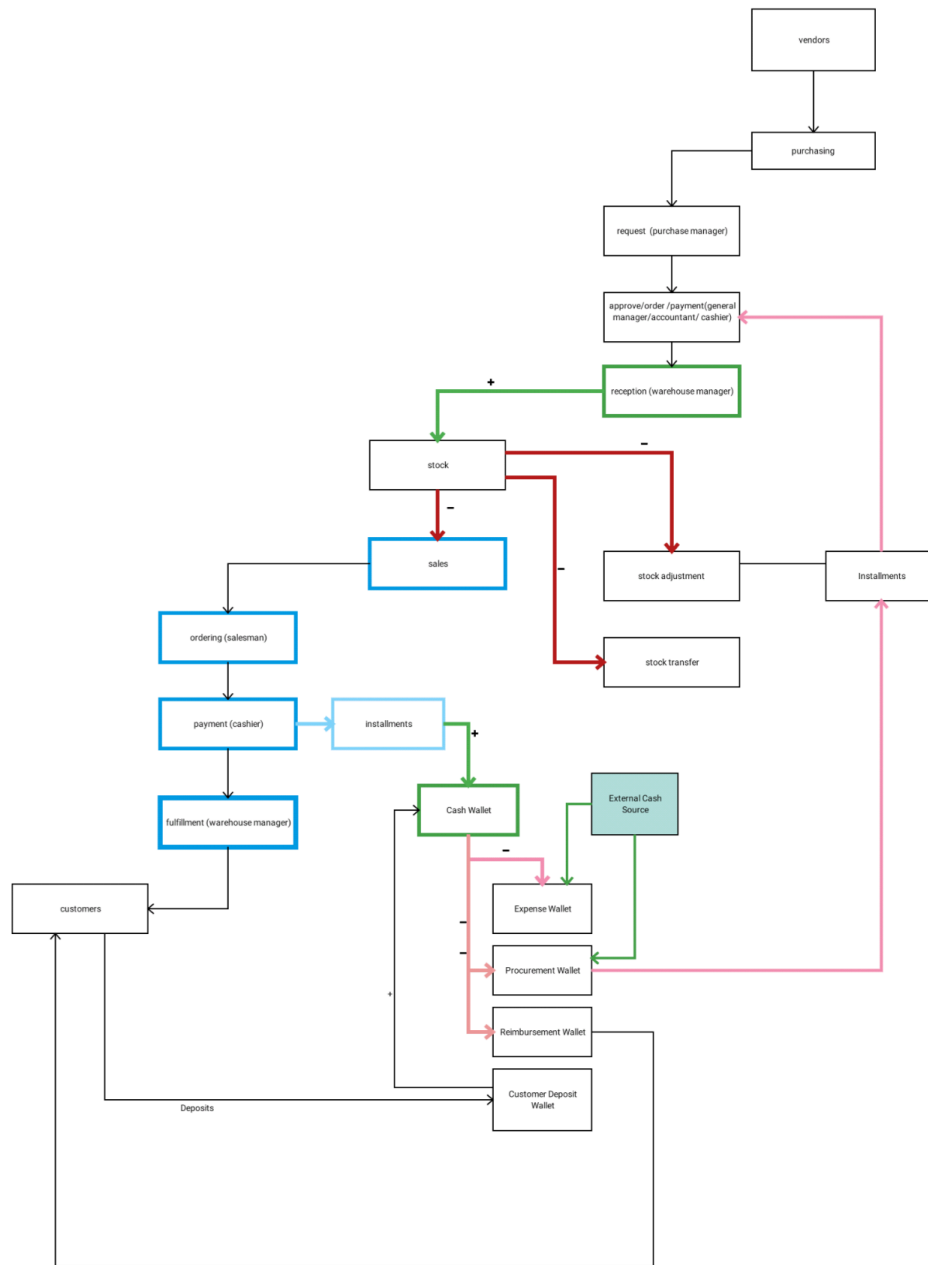 vendors
purchasing
request (purchase manager)
approve/order /payment(general
manager/accountant/ cashier)
+
reception (warehouse manager)
−
stock
−
sales
−
stock adjustment
Installments
ordering (salesman)
stock transfer
payment (cashier)
installments
+
External Cash
Source
Cash Wallet
fulfillment (warehouse manager)
−
customers
Expense Wallet
−
−
Procurement Wallet
+
Reimbursement Wallet
Customer Deposit
Wallet
Deposits